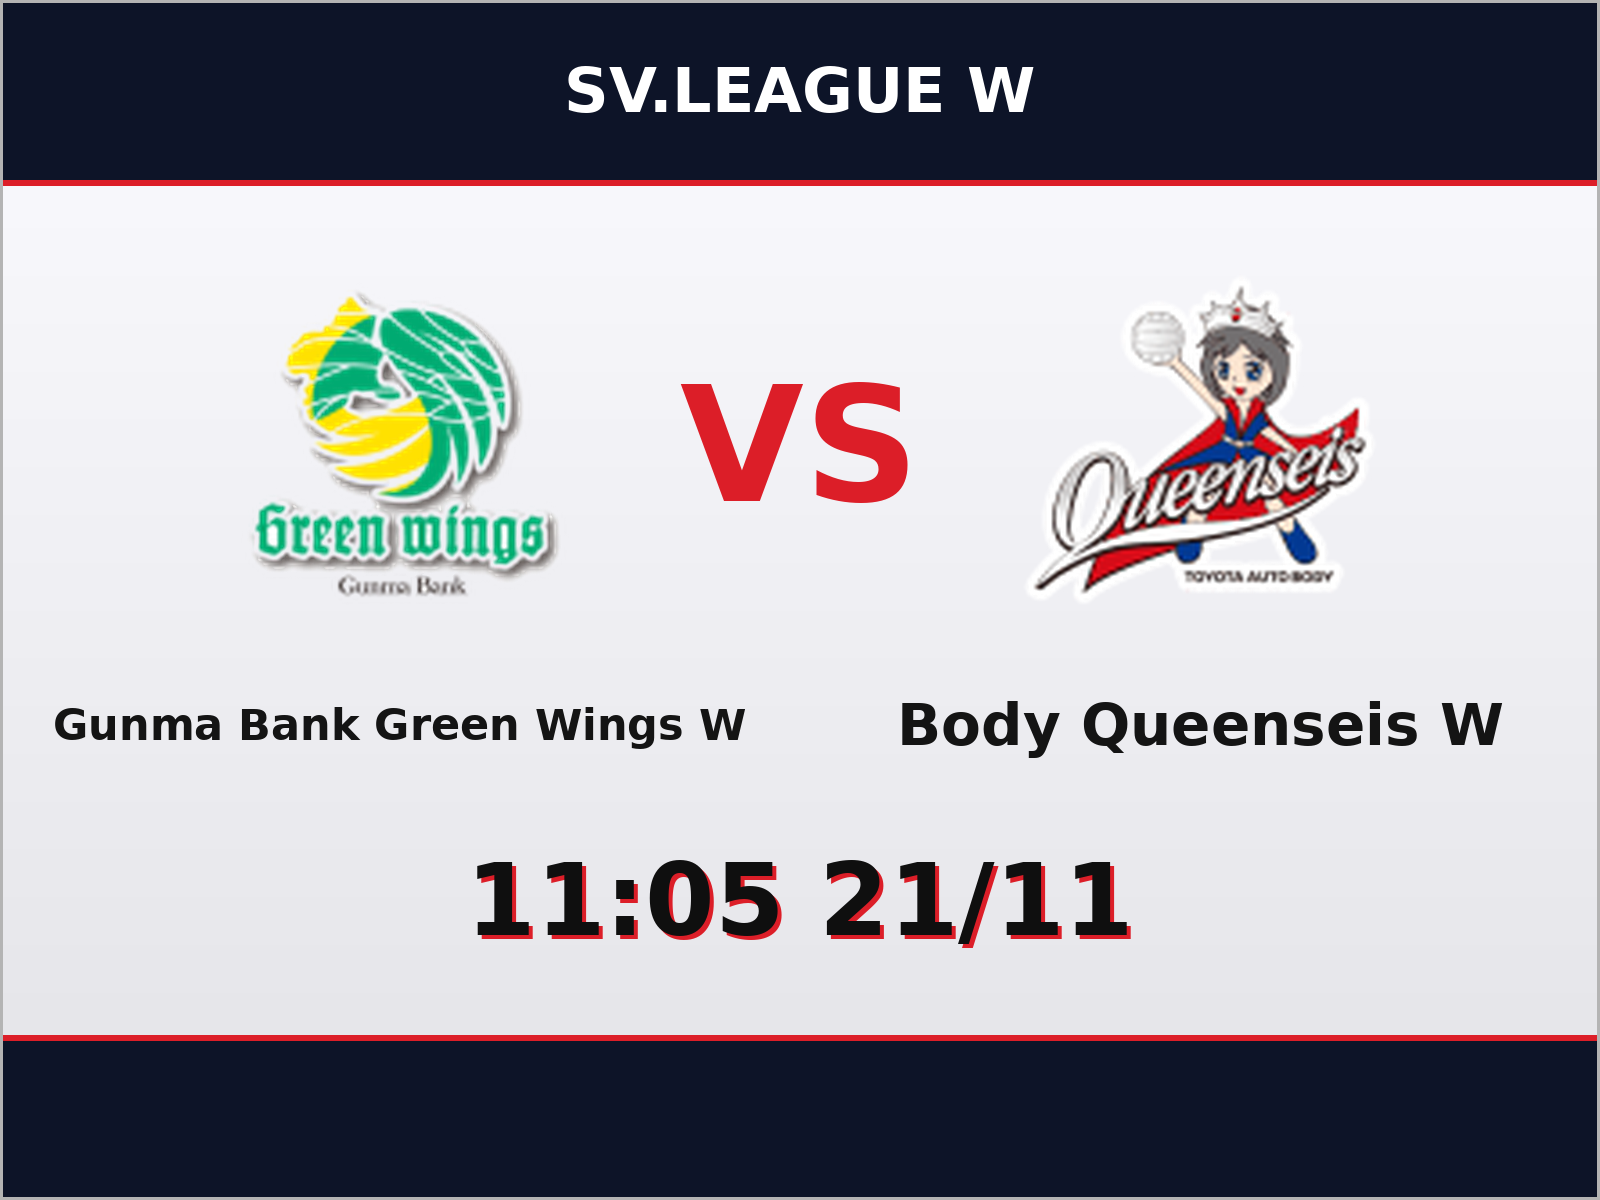 SV.LEAGUE W
VS
Green wings
Gunma Bank
Queenseis
TOYOTA AUTO BODY
Gunma Bank Green Wings W
Body Queenseis W
11:05 21/11